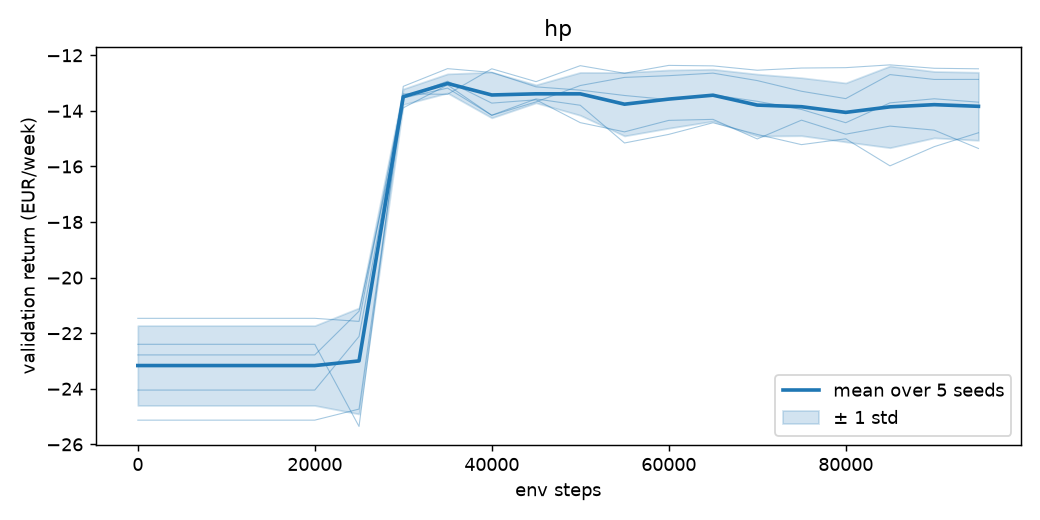 hp
validation return (EUR/week)
−12
−14
−16
−18
−20
−22
−24
−26
0
20000
40000
60000
80000
env steps
mean over 5 seeds
± 1 std